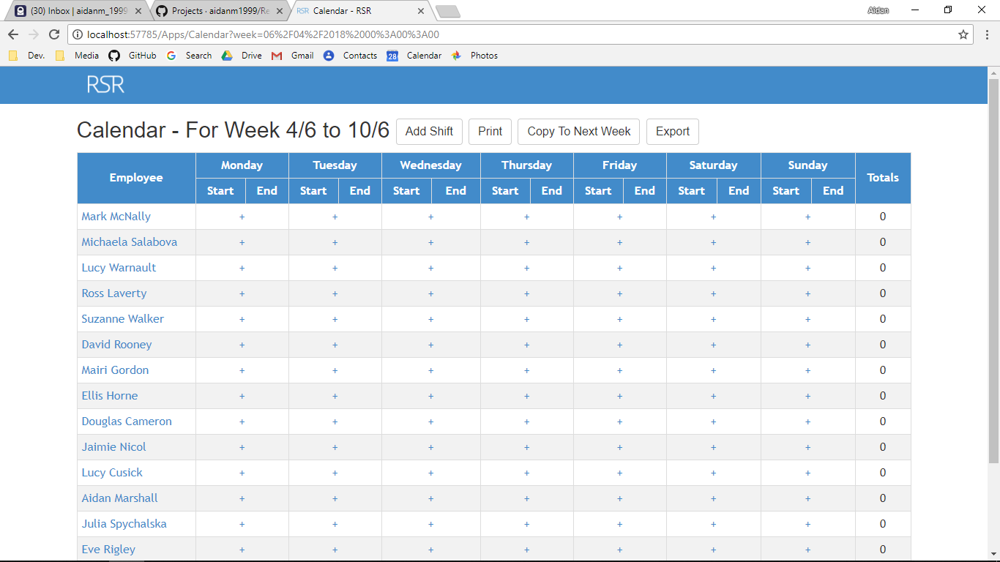 (30) Inbox | aidanm_1999 Projects · aidanm1999/Re RSR Calendar - RSR Aidan
localhost:57785/Apps/Calendar?week=06%2F04%2F2018%2000%3A00%3A00
Dev. Media GitHub Search Drive Gmail 28 Calendar Contacts Photos
RSR
Calendar - For Week 4/6 to 10/6 Add Shift Print Copy To Next Week Export
Employee Monday Tuesday Wednesday Thursday Friday Saturday Sunday Totals
Start End Start End Start End Start End Start End Start End Start End
Mark McNally + + + + + + + 0
Michaela Salabova + + + + + + + 0
Lucy Warnault + + + + + + + 0
Ross Laverty + + + + + + + 0
Suzanne Walker + + + + + + + 0
David Rooney + + + + + + + 0
Mairi Gordon + + + + + + + 0
Ellis Horne + + + + + + + 0
Douglas Cameron + + + + + + + 0
Jaimie Nicol + + + + + + + 0
Lucy Cusick + + + + + + + 0
Aidan Marshall + + + + + + + 0
Julia Spychalska + + + + + + + 0
Eve Rigley + + + + + + + 0